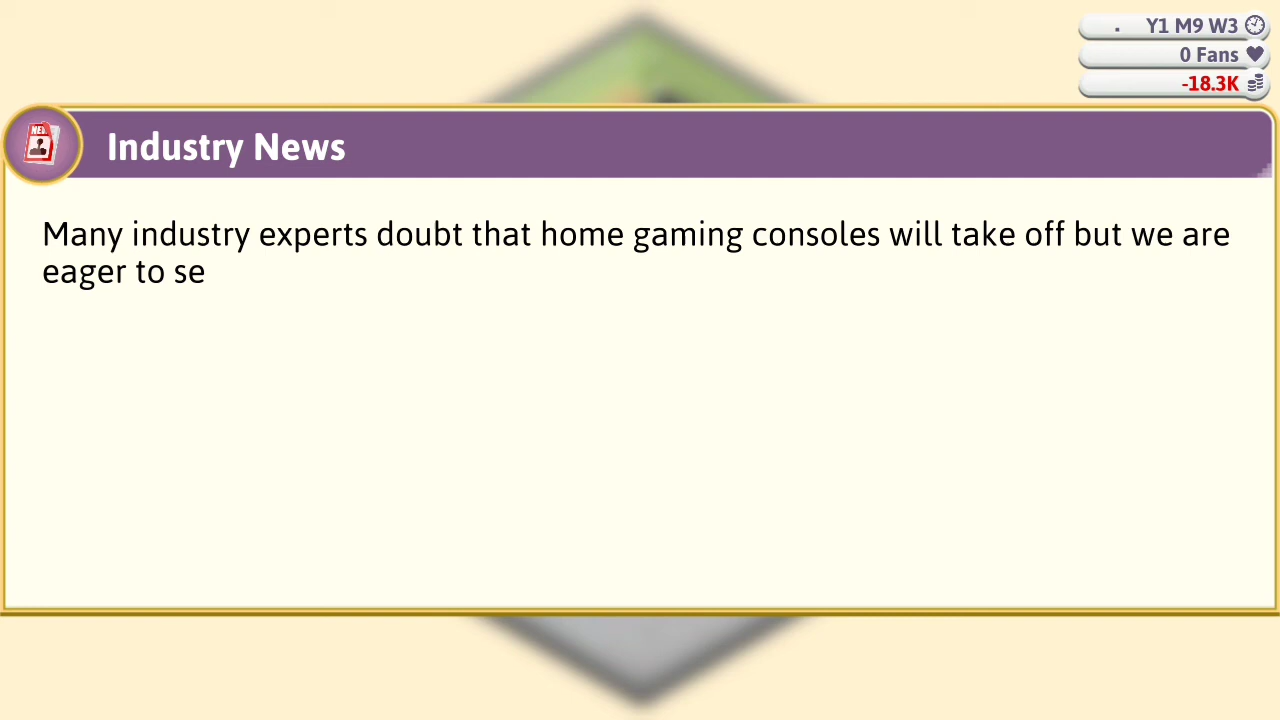 Y1 M9 W3
0 Fans
-18.3K
Industry News
Many industry experts doubt that home gaming consoles will take off but we are
eager to se